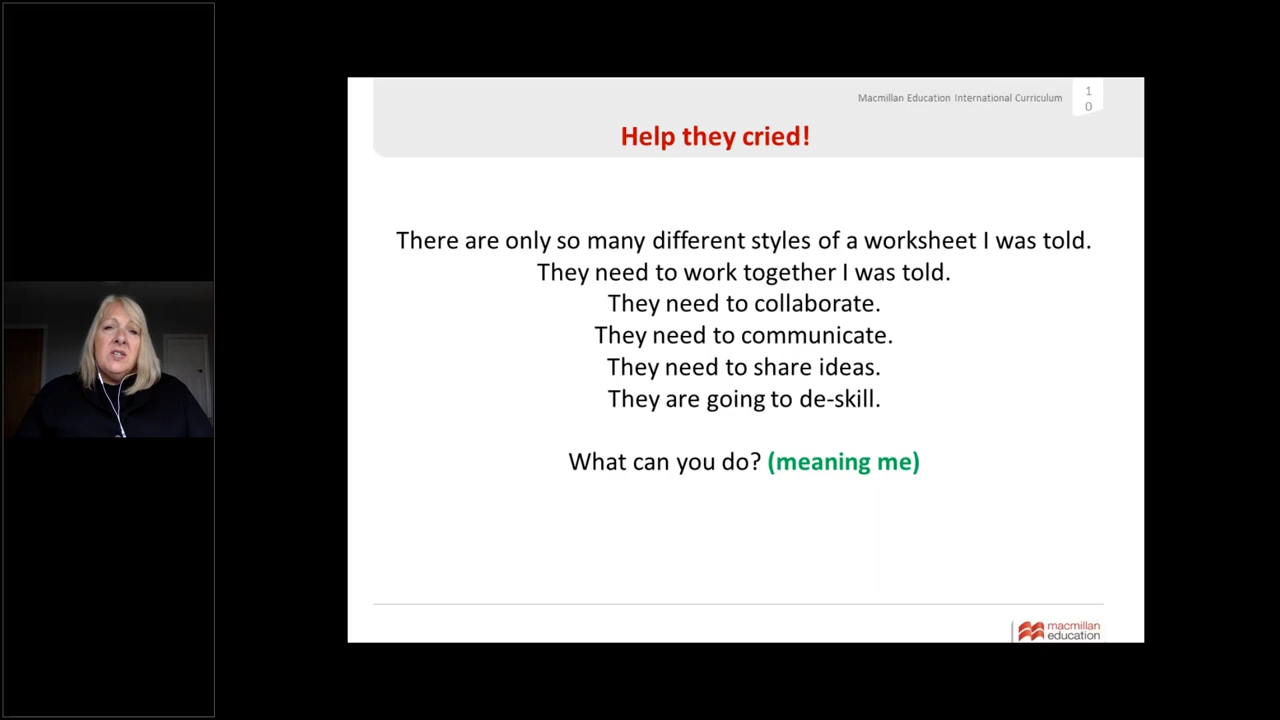 Macmillan Education International Curriculum
1
0
Help they cried!
There are only so many different styles of a worksheet I was told.
They need to work together I was told.
They need to collaborate.
They need to communicate.
They need to share ideas.
They are going to de-skill.
What can you do? (meaning me)
macmillan
education